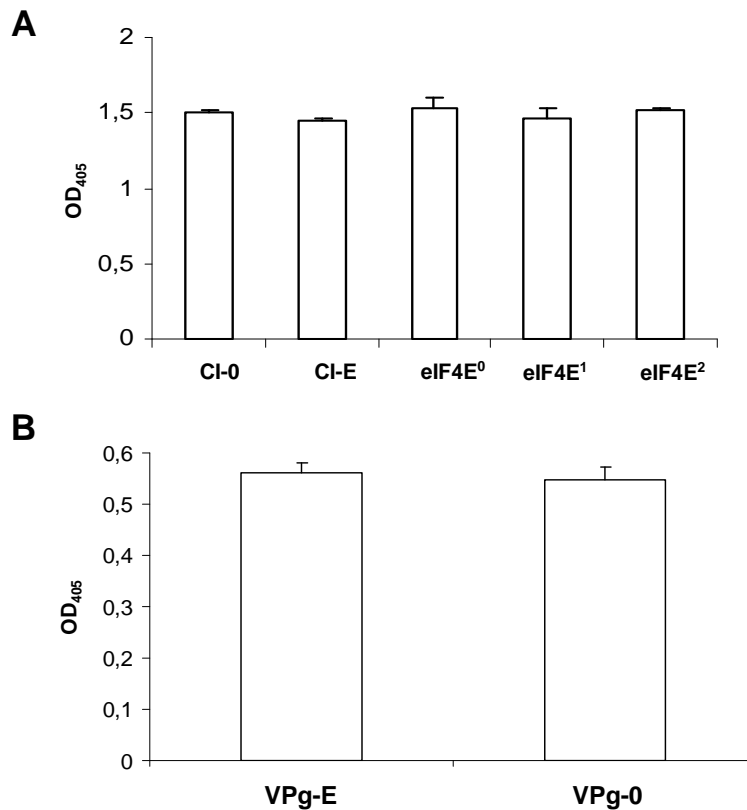 A
2
1,5
1
0,5
0
OD₄₀₅
CI-0 CI-E eIF4E⁰ eIF4E¹ eIF4E²
B
0,6
0,5
0,4
0,3
0,2
0,1
0
OD₄₀₅
VPg-E VPg-0